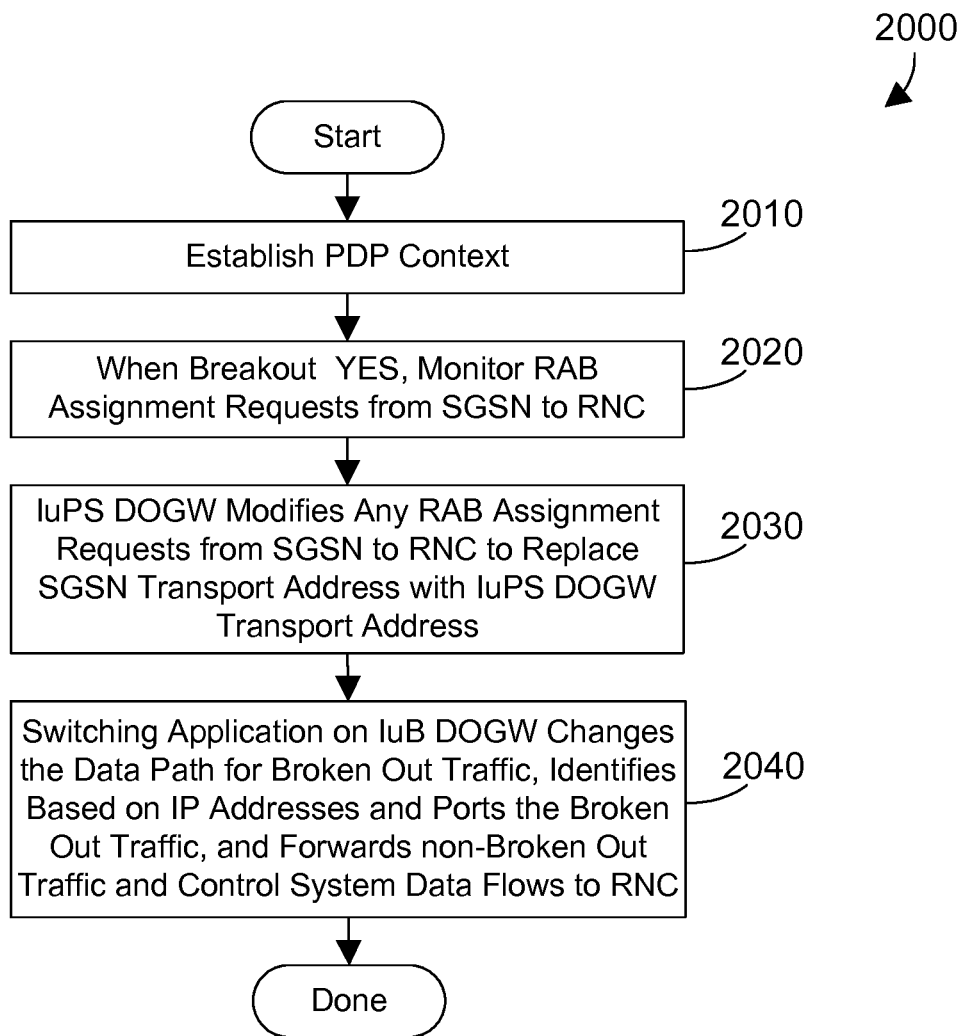 2000
Start
2010
Establish PDP Context
2020
When Breakout YES, Monitor RAB
Assignment Requests from SGSN to RNC
2030
IuPS DOGW Modifies Any RAB Assignment
Requests from SGSN to RNC to Replace
SGSN Transport Address with IuPS DOGW
Transport Address
2040
Switching Application on IuB DOGW Changes
the Data Path for Broken Out Traffic, Identifies
Based on IP Addresses and Ports the Broken
Out Traffic, and Forwards non-Broken Out
Traffic and Control System Data Flows to RNC
Done